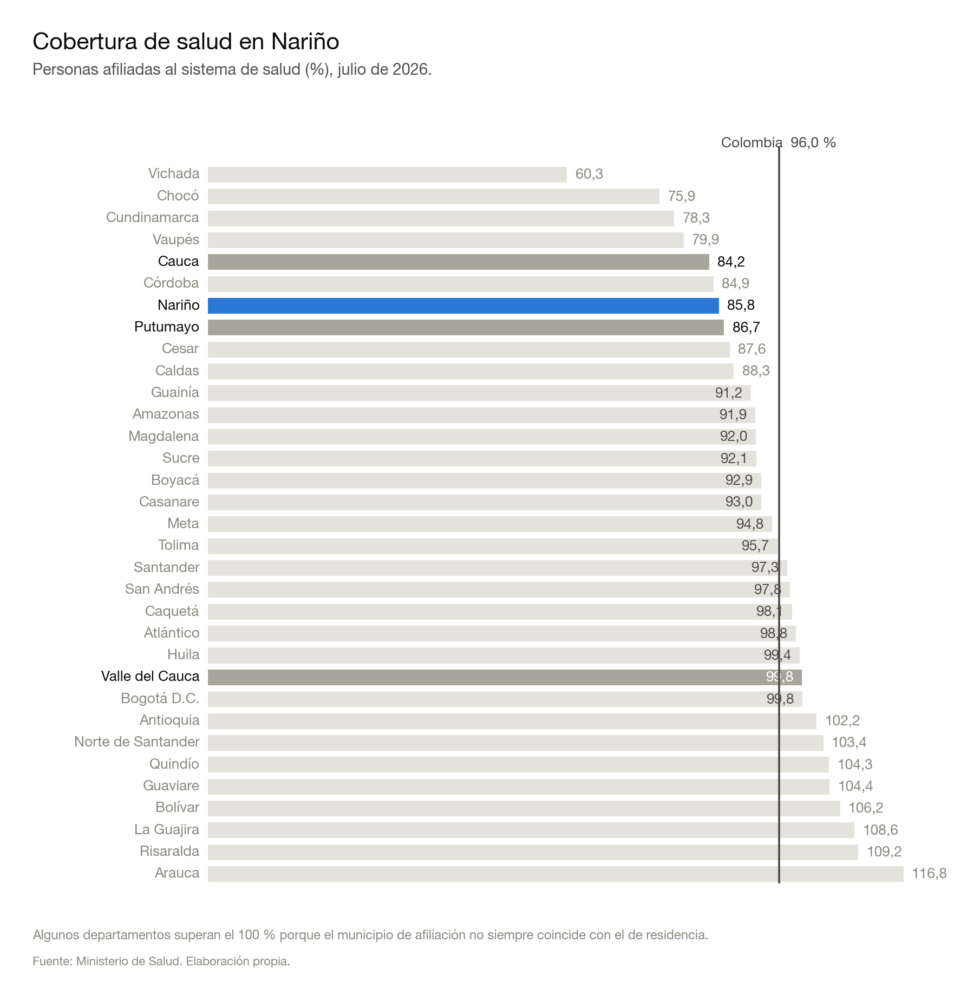 Cobertura de salud en Nariño
Personas afiliadas al sistema de salud (%), julio de 2026.
Colombia 96,0 %
Vichada 60,3
Chocó 75,9
Cundinamarca 78,3
Vaupés 79,9
Cauca 84,2
Córdoba 84,9
Nariño 85,8
Putumayo 86,7
Cesar 87,6
Caldas 88,3
Guainía 91,2
Amazonas 91,9
Magdalena 92,0
Sucre 92,1
Boyacá 92,9
Casanare 93,0
Meta 94,8
Tolima 95,7
Santander 97,3
San Andrés 97,8
Caquetá 98,1
Atlántico 98,8
Huila 99,4
Valle del Cauca 99,8
Bogotá D.C. 99,8
Antioquia 102,2
Norte de Santander 103,4
Quindío 104,3
Guaviare 104,4
Bolívar 106,2
La Guajira 108,6
Risaralda 109,2
Arauca 116,8
Algunos departamentos superan el 100 % porque el municipio de afiliación no siempre coincide con el de residencia.
Fuente: Ministerio de Salud. Elaboración propia.